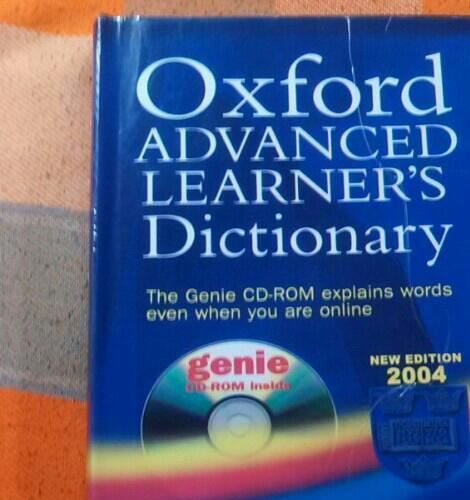 Oxford
ADVANCED
LEARNER'S
Dictionary
The Genie CD-ROM explains words
even when you are online
genie
CD-ROM inside
NEW EDITION
2004